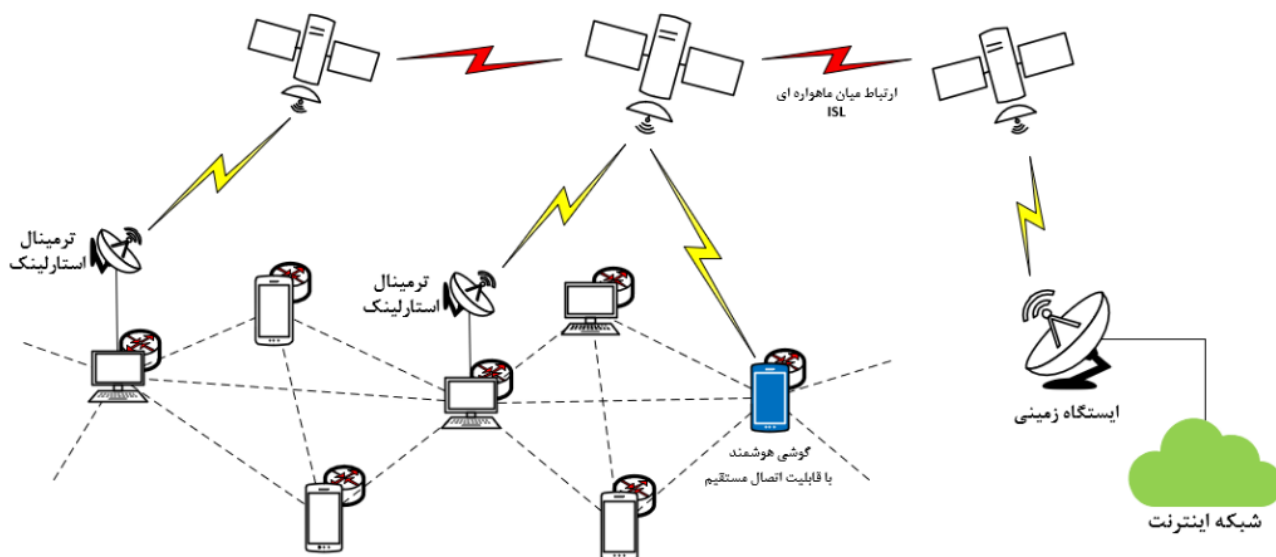 ارتباط میان ماهواره ای
ISL
ترمینال
استارلینک
ترمینال
استارلینک
گوشی هوشمند
با قابلیت اتصال مستقیم
ایستگاه زمینی
شبکه اینترنت